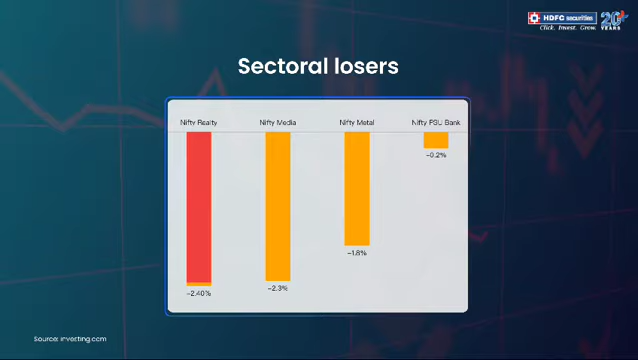 HDFC securities
Click. Invest. Grow.
20+
YEARS
Sectoral losers
Nifty Realty
Nifty Media
Nifty Metal
Nifty PSU Bank
-0.2%
-1.8%
-2.3%
-2.40%
Source: investing.com